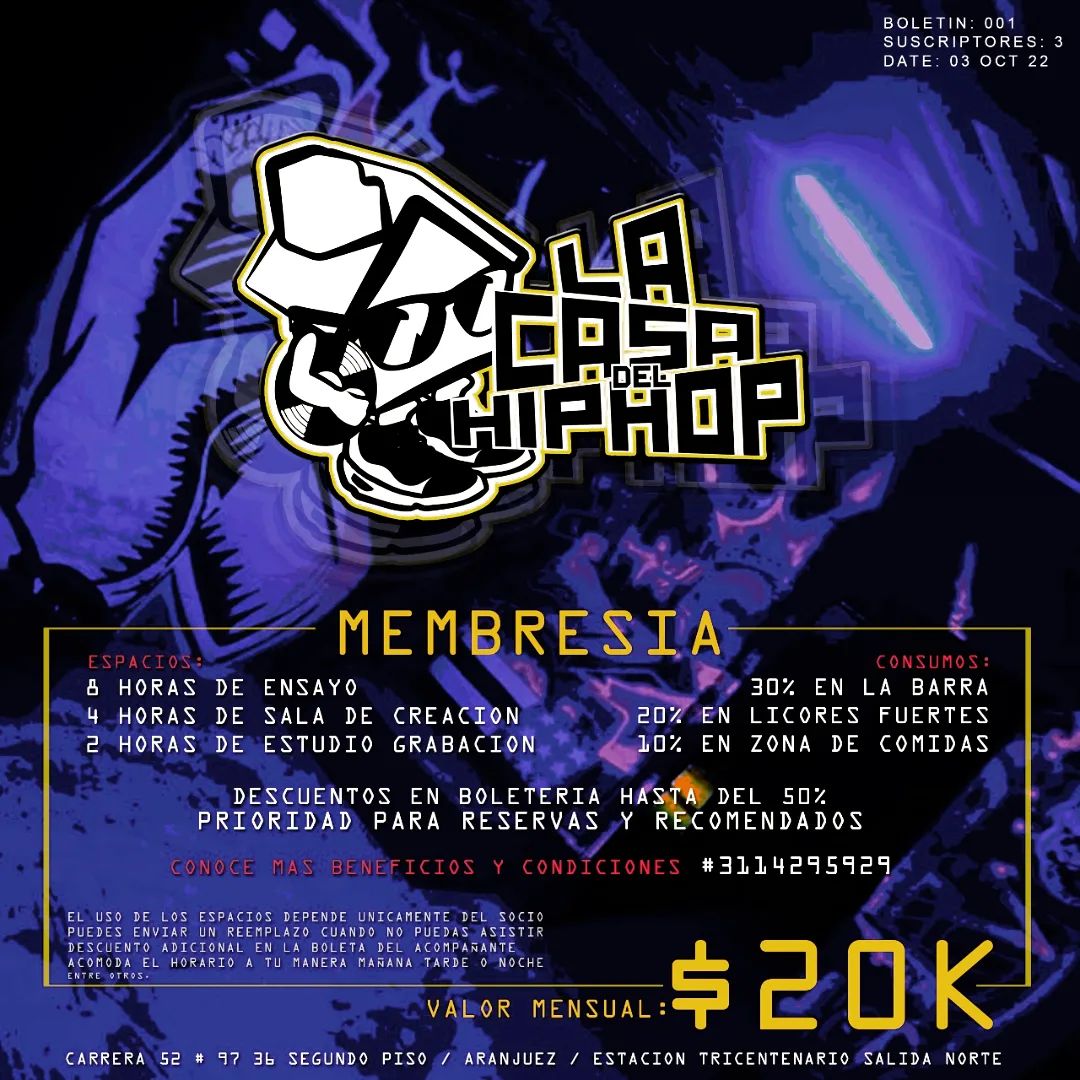 BOLETIN: 001
SUSCRIPTORES: 3
DATE: 03 OCT 22
LA
CASA
DEL
HIPHOP
MEMBRESIA
ESPACIOS:
8 HORAS DE ENSAYO
4 HORAS DE SALA DE CREACION
2 HORAS DE ESTUDIO GRABACION
CONSUMOS:
30% EN LA BARRA
20% EN LICORES FUERTES
10% EN ZONA DE COMIDAS
DESCUENTOS EN BOLETERIA HASTA DEL 50%
PRIORIDAD PARA RESERVAS Y RECOMENDADOS
CONOCE MAS BENEFICIOS Y CONDICIONES #3114295929
EL USO DE LOS ESPACIOS DEPENDE UNICAMENTE DEL SOCIO
PUEDES ENVIAR UN REEMPLAZO CUANDO NO PUEDAS ASISTIR
DESCUENTO ADICIONAL EN LA BOLETA DEL ACOMPAÑANTE
ACOMODA EL HORARIO A TU MANERA MAÑANA TARDE O NOCHE
ENTRE OTROS.
VALOR MENSUAL: $20K
CARRERA 52 # 97 36 SEGUNDO PISO / ARANJUEZ / ESTACION TRICENTENARIO SALIDA NORTE